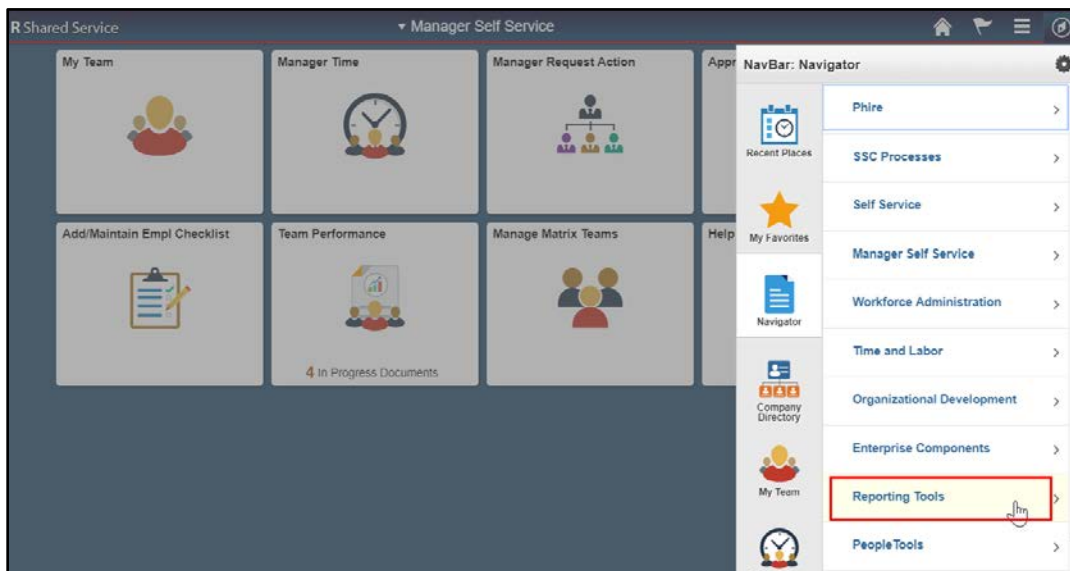 R Shared Service
Manager Self Service
My Team
Manager Time
Manager Request Action
Appr
Add/Maintain Empl Checklist
Team Performance
4 In Progress Documents
Manage Matrix Teams
Help
NavBar: Navigator
Recent Places
My Favorites
Navigator
Company
Directory
My Team
Phire
SSC Processes
Self Service
Manager Self Service
Workforce Administration
Time and Labor
Organizational Development
Enterprise Components
Reporting Tools
PeopleTools